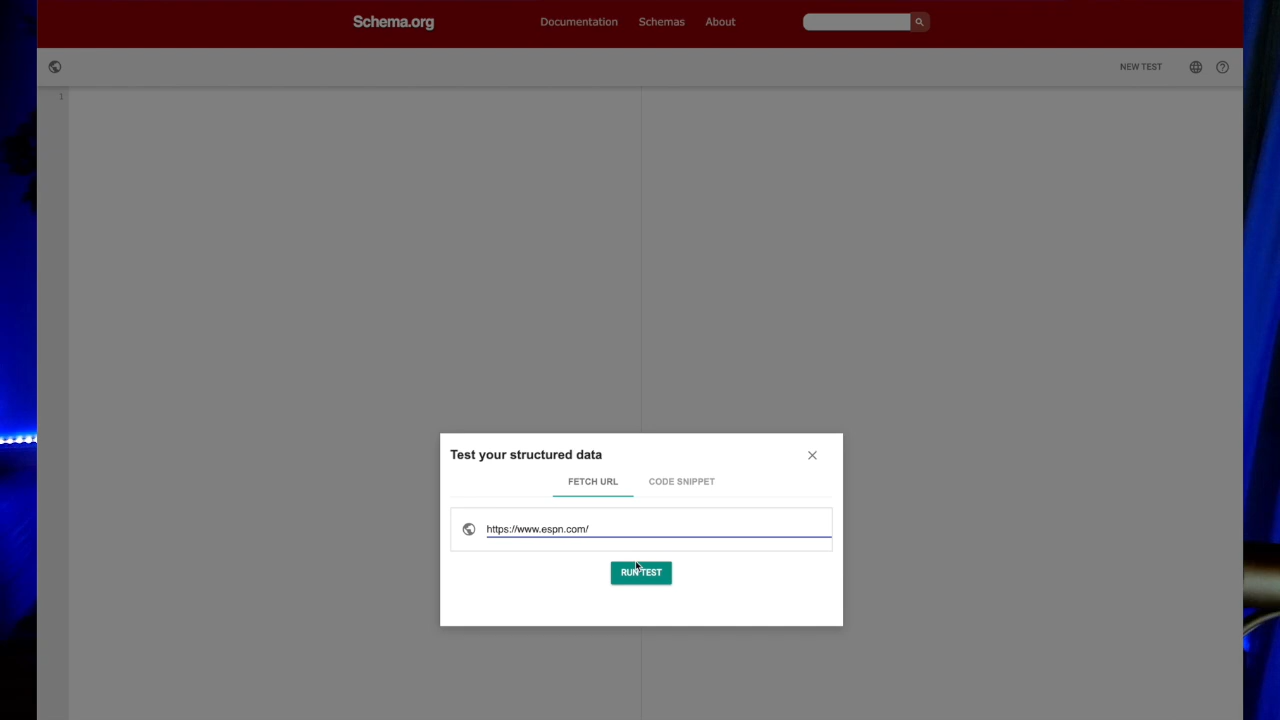 Schema.org
Documentation Schemas About
NEW TEST
1
Test your structured data
FETCH URL CODE SNIPPET
https://www.espn.com/
RUN TEST